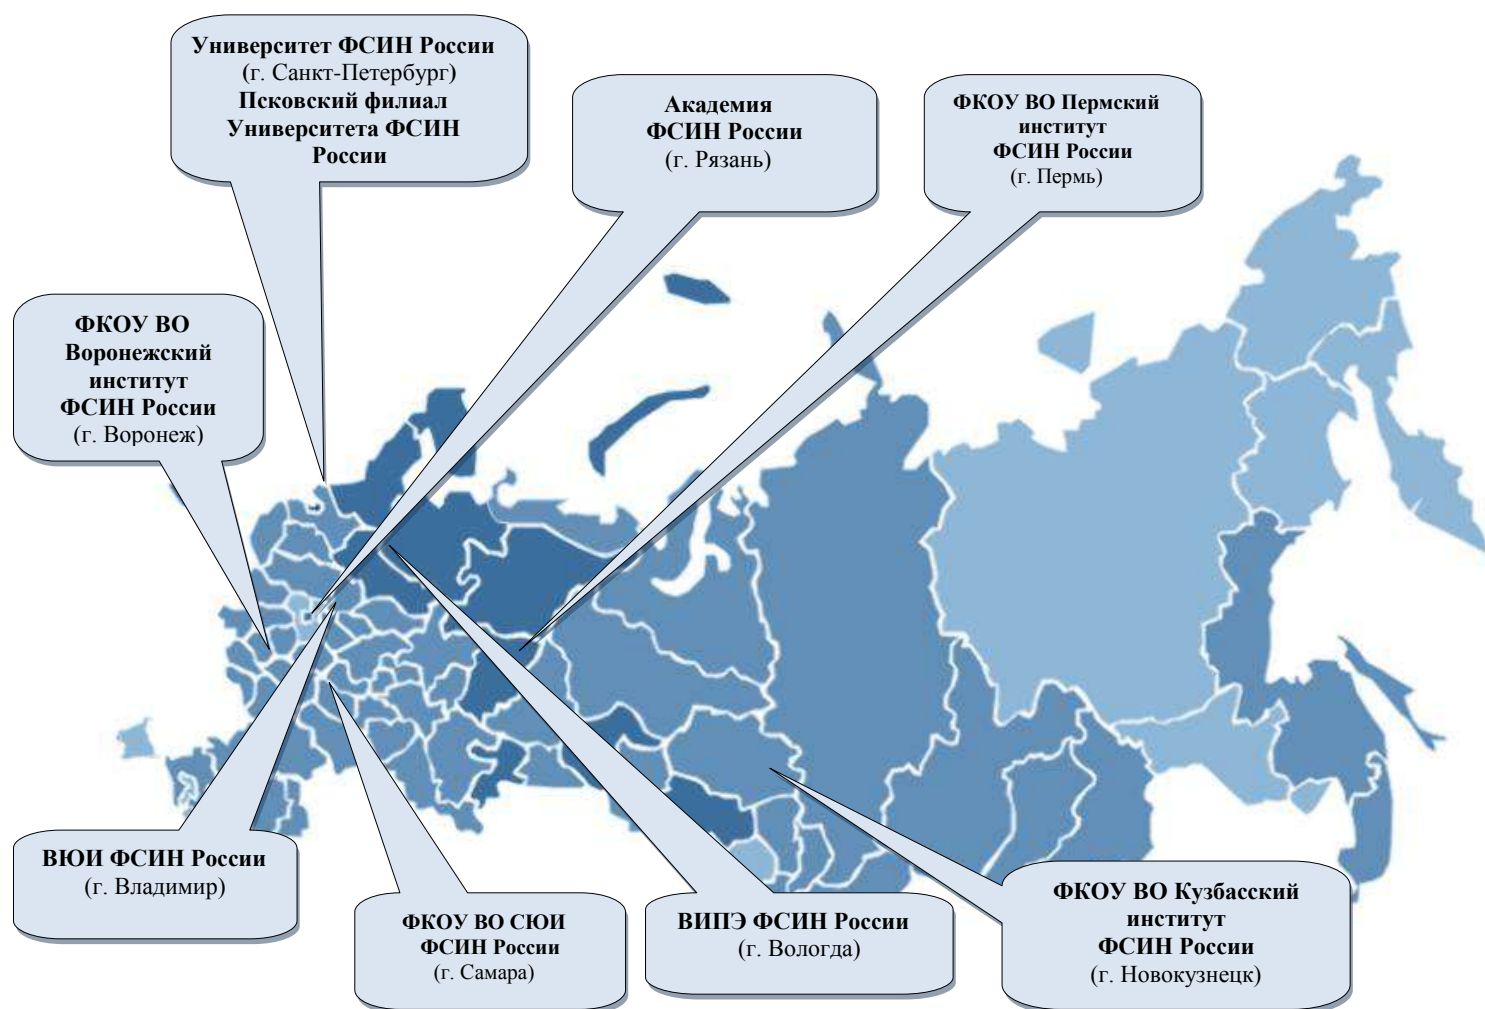 Университет ФСИН России
(г. Санкт-Петербург)
Псковский филиал
Университета ФСИН
России
Академия
ФСИН России
(г. Рязань)
ФКОУ ВО Пермский
институт
ФСИН России
(г. Пермь)
ФКОУ ВО
Воронежский
институт
ФСИН России
(г. Воронеж)
ВЮИ ФСИН России
(г. Владимир)
ФКОУ ВО СЮИ
ФСИН России
(г. Самара)
ВИПЭ ФСИН России
(г. Вологда)
ФКОУ ВО Кузбасский
институт
ФСИН России
(г. Новокузнецк)